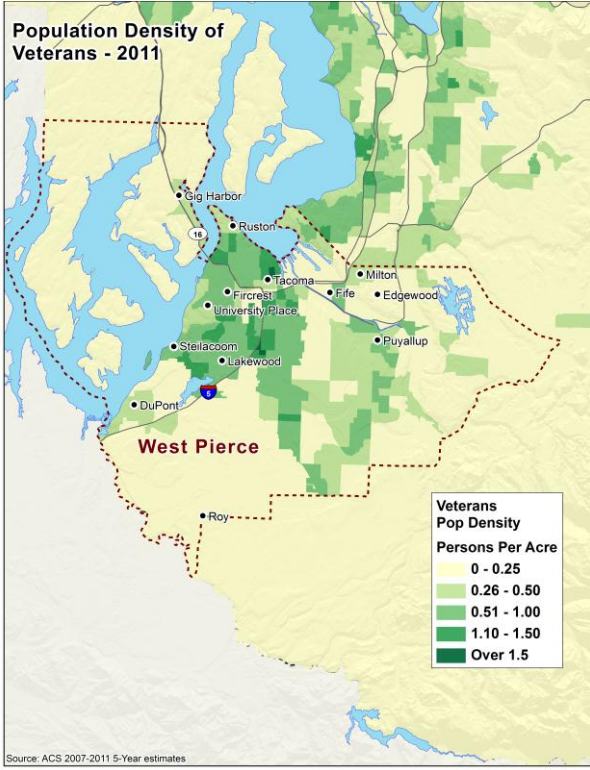 Population Density of
Veterans - 2011
Gig Harbor
16
Ruston
Tacoma
Milton
Fircrest
Fife
Edgewood
University Place
Steilacoom
Puyallup
Lakewood
5
DuPont
West Pierce
Roy
Veterans
Pop Density
Persons Per Acre
0 - 0.25
0.26 - 0.50
0.51 - 1.00
1.10 - 1.50
Over 1.5
Source: ACS 2007-2011 5-Year estimates